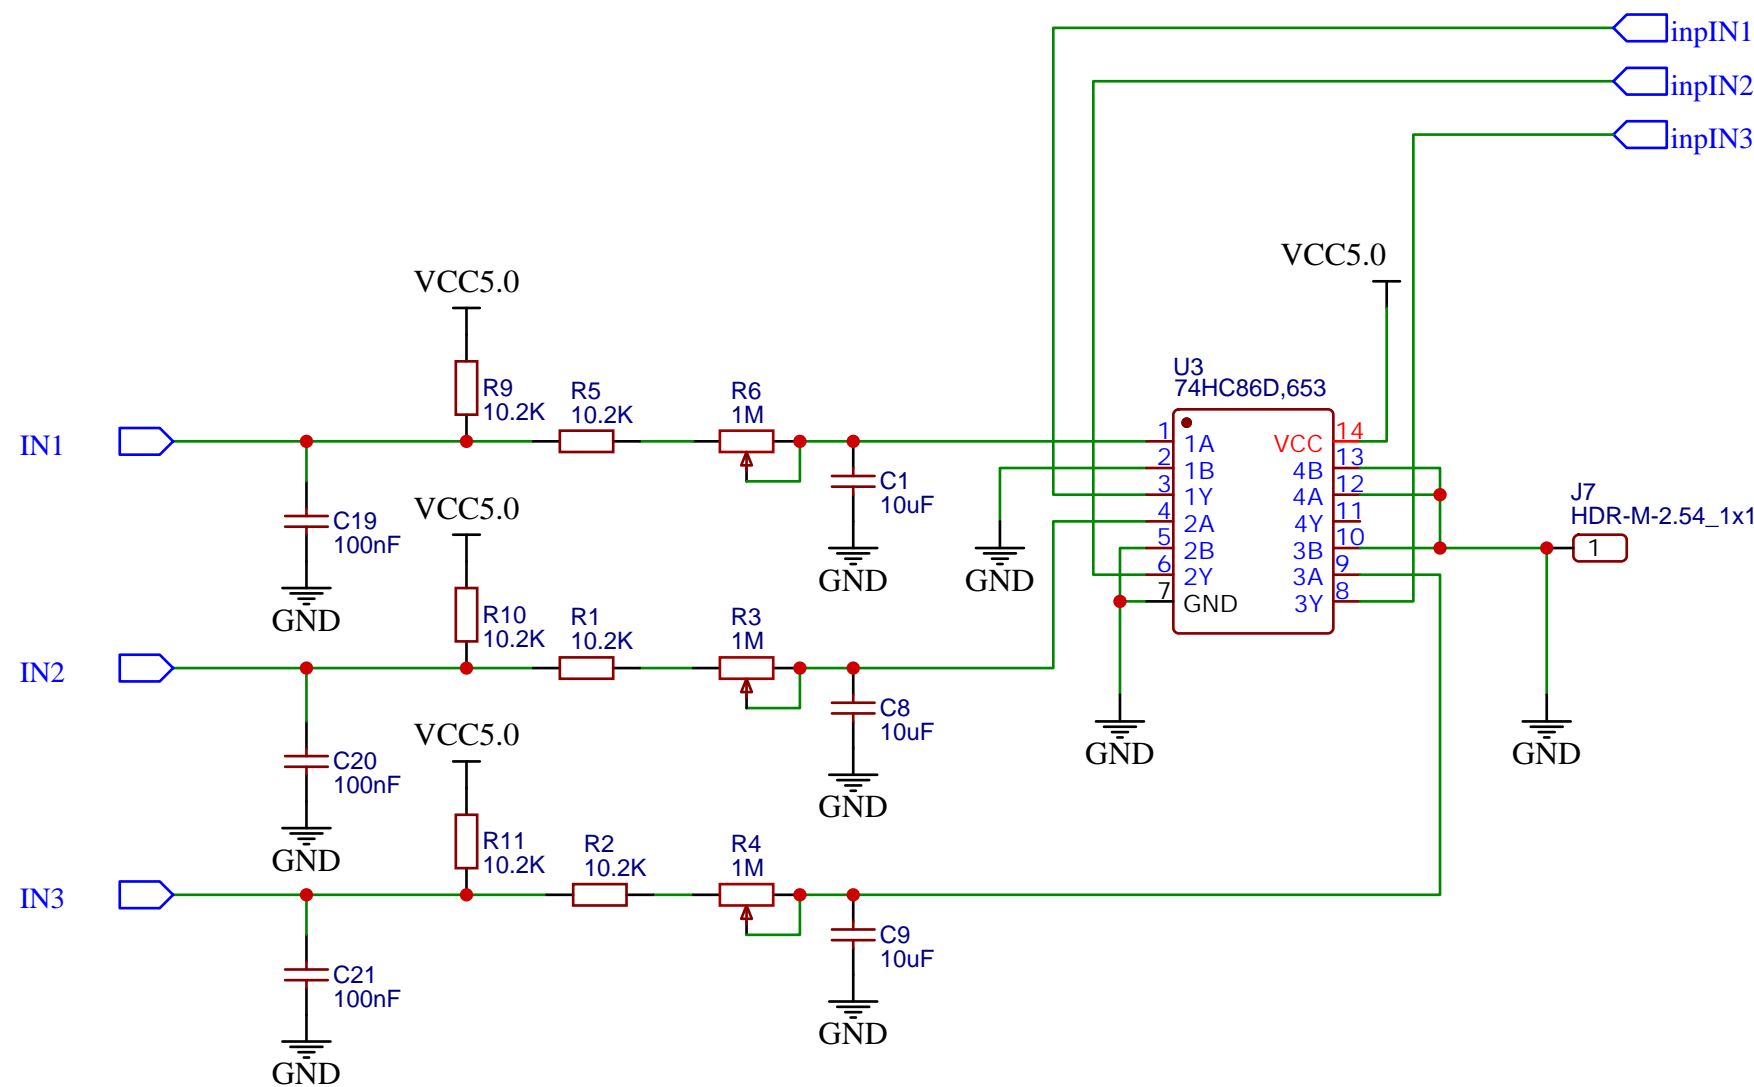 inpIN1
inpIN2
inpIN3
VCC5.0
VCC5.0
U3
74HC86D,653
R9
10.2K
R5
10.2K
R6
1M
IN1
C19
100nF
GND
C1
10uF
GND
GND
1
2
3
4
5
6
7
1A
1B
1Y
2A
2B
2Y
GND
VCC
4B
4A
4Y
3B
3A
3Y
14
13
12
11
10
9
8
J7
HDR-M-2.54_1x1
1
GND
GND
VCC5.0
R10
10.2K
R1
10.2K
R3
1M
IN2
C20
100nF
GND
C8
10uF
GND
VCC5.0
R11
10.2K
R2
10.2K
R4
1M
IN3
C21
100nF
GND
C9
10uF
GND